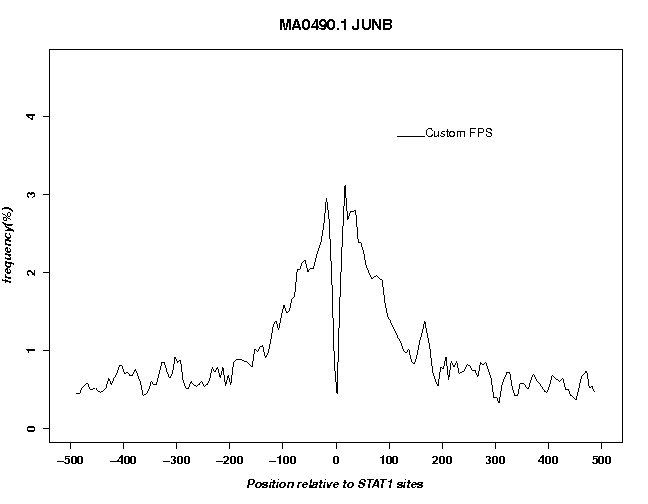 MA0490.1 JUNB
Custom FPS
frequency(%)
4
3
2
1
0
−500 −400 −300 −200 −100 0 100 200 300 400 500
Position relative to STAT1 sites